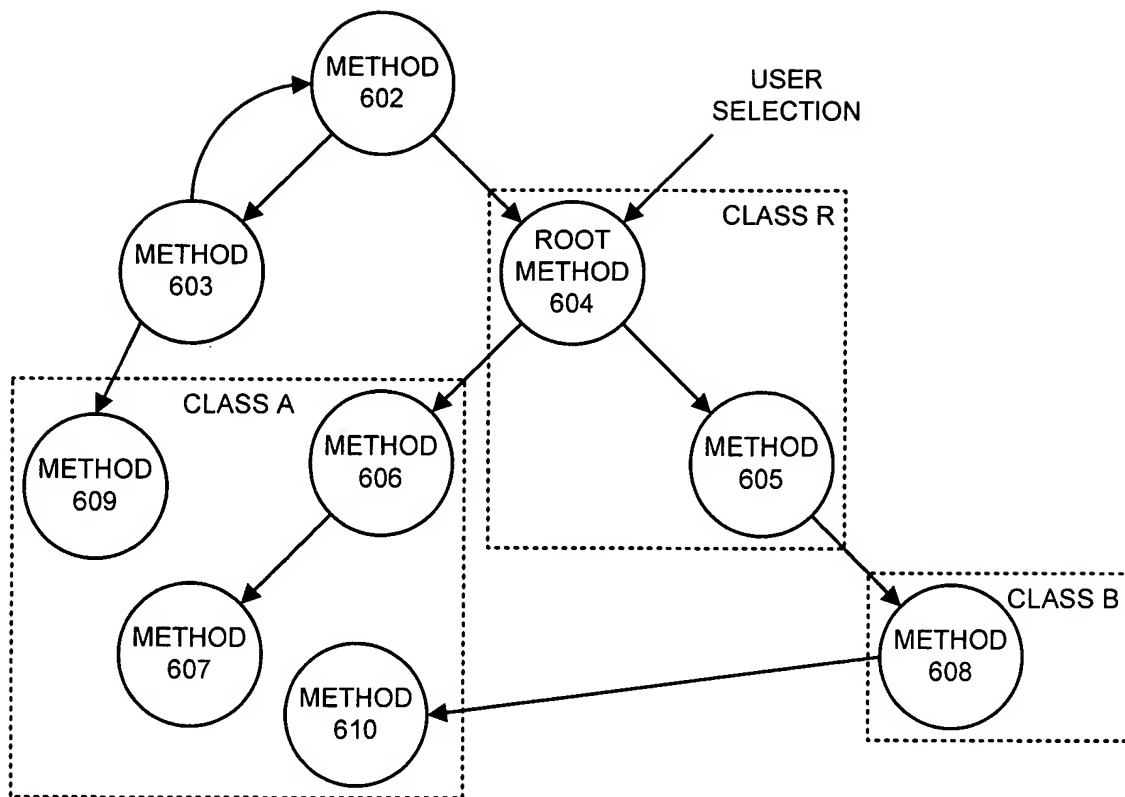 METHOD
602
USER
SELECTION
METHOD
603
ROOT
METHOD
604
CLASS R
CLASS A
METHOD
609
METHOD
606
METHOD
605
METHOD
607
METHOD
610
CLASS B
METHOD
608